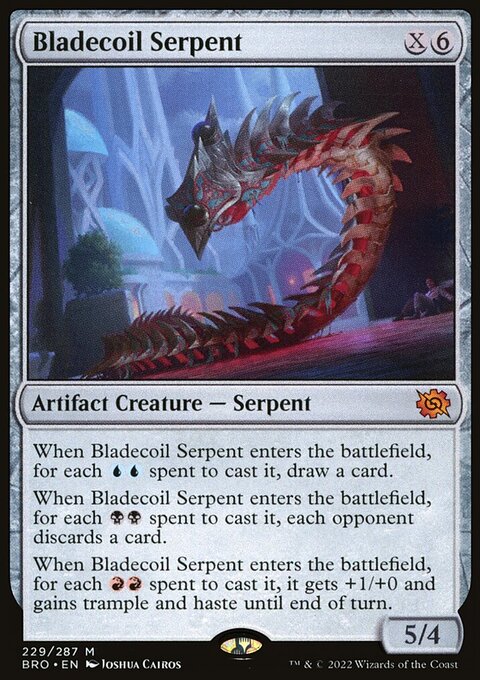 Bladecoil Serpent X 6
Artifact Creature — Serpent
When Bladecoil Serpent enters the battlefield,
for each spent to cast it, draw a card.
When Bladecoil Serpent enters the battlefield,
for each spent to cast it, each opponent
discards a card.
When Bladecoil Serpent enters the battlefield,
for each spent to cast it, it gets +1/+0 and
gains trample and haste until end of turn.
5/4
229/287 M
BRO • EN Joshua Cairos
™ & © 2022 Wizards of the Coast